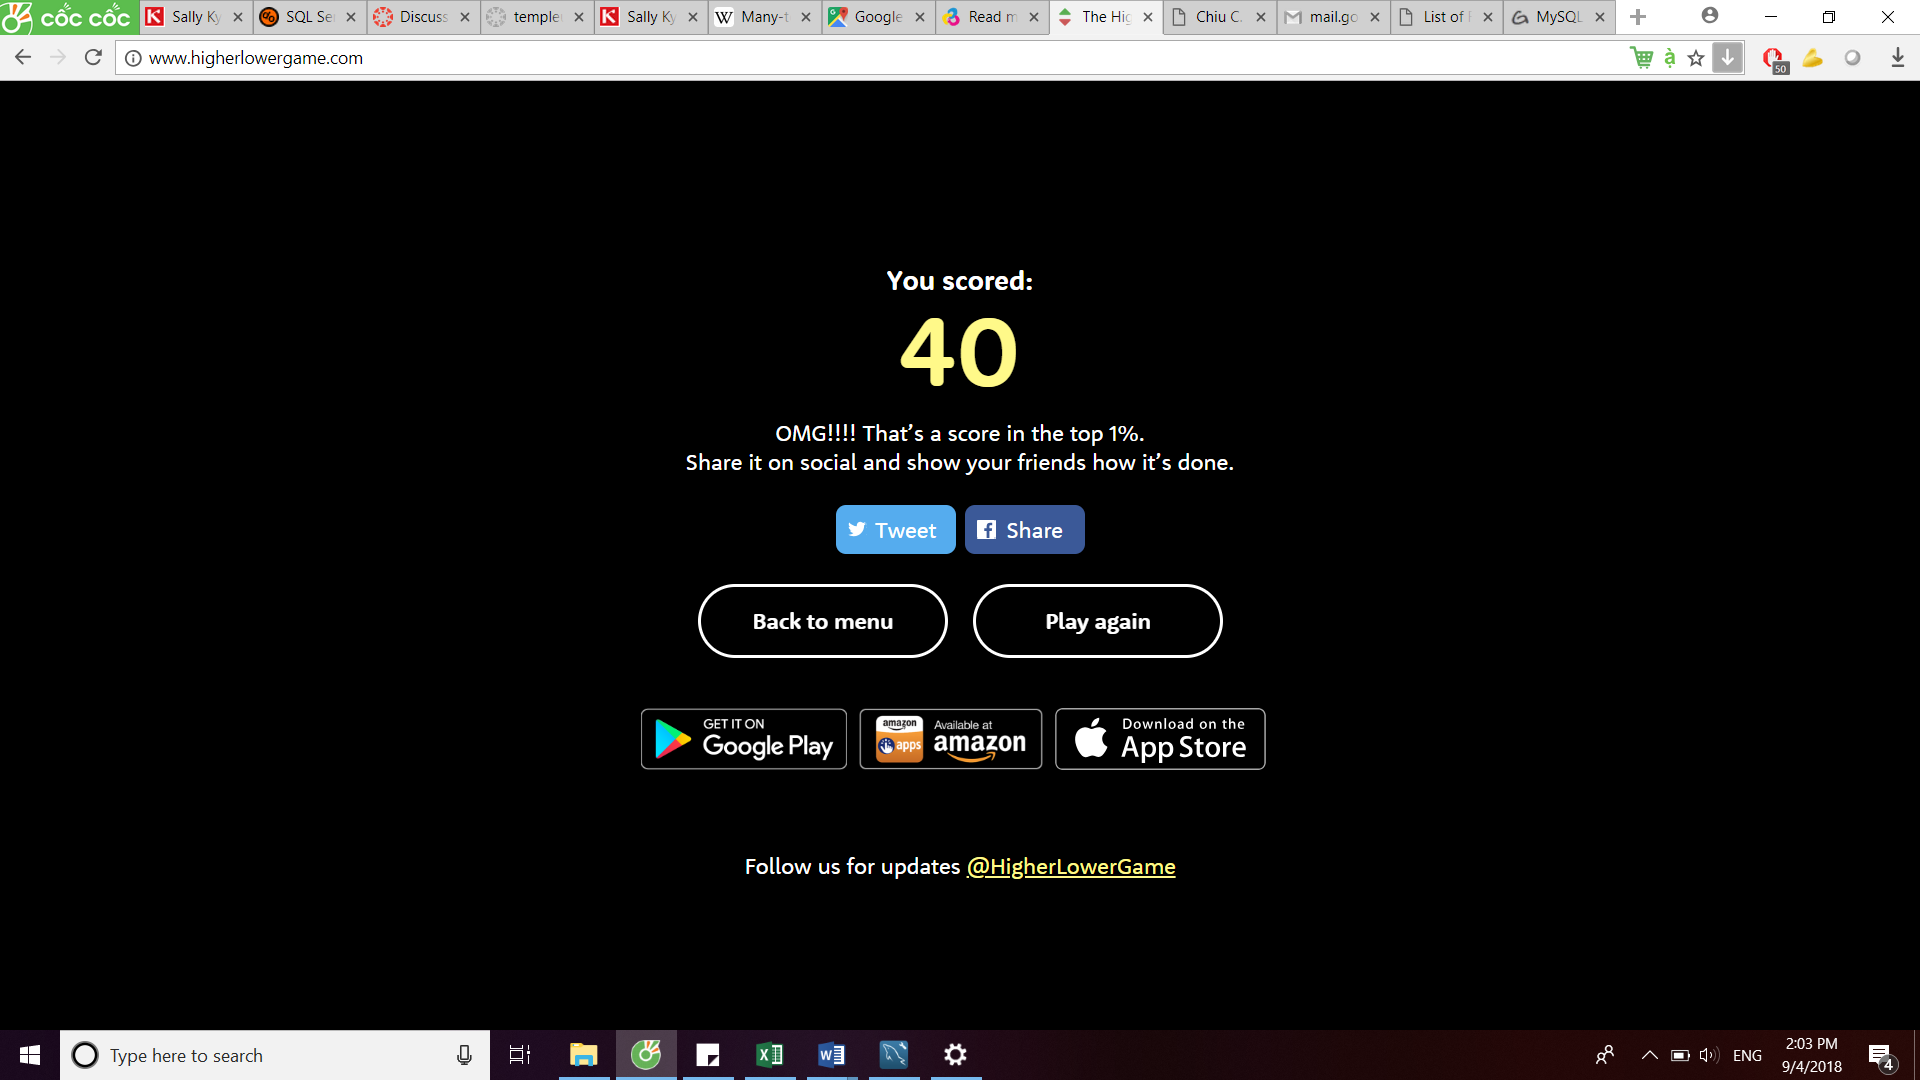 cốc cốc
Sally Ky
SQL Se
Discuss
temple
Sally Ky
Many-t
Google
Read m
The Hig
Chiu C.
mail.go
List of
MySQL
www.higherlowergame.com
50
You scored:
40
OMG!!!! That's a score in the top 1%.
Share it on social and show your friends how it's done.
Tweet
Share
Back to menu
Play again
GET IT ON
Google Play
amazon
apps
Available at
amazon
Download on the
App Store
Follow us for updates @HigherLowerGame
Type here to search
ENG
2:03 PM
9/4/2018
4